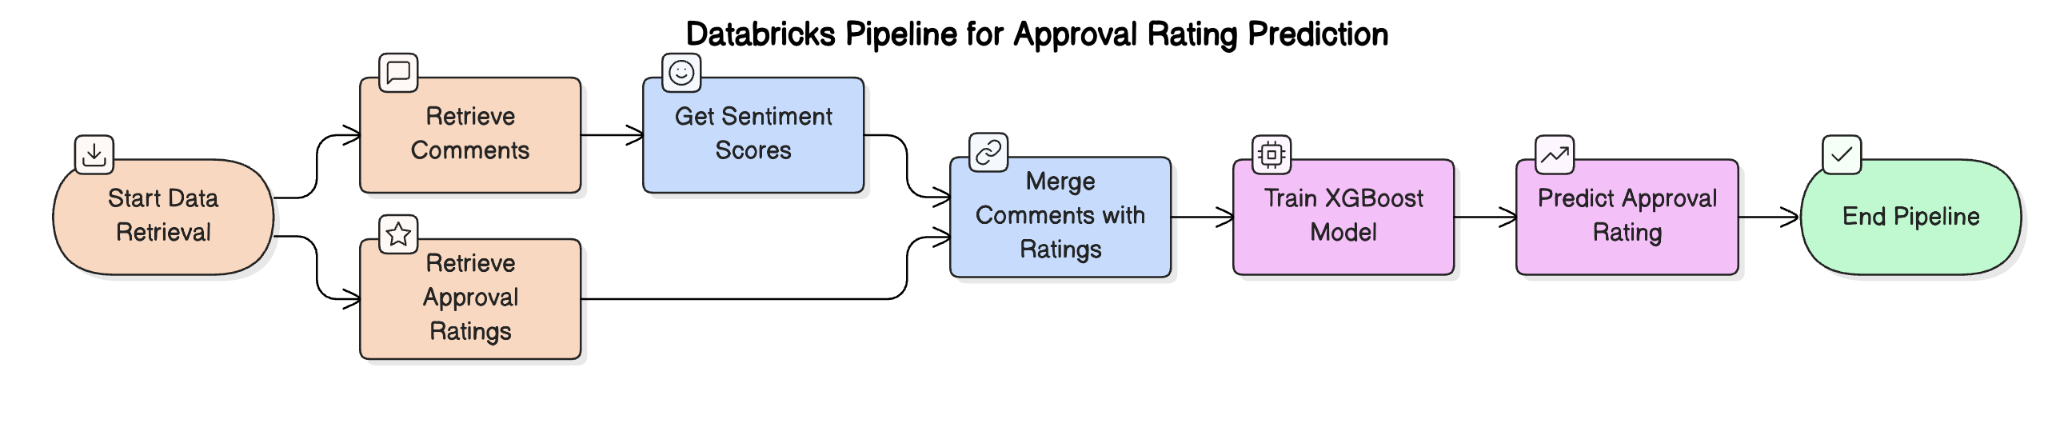 Databricks Pipeline for Approval Rating Prediction
Start Data
Retrieval
Retrieve
Comments
Retrieve
Approval
Ratings
Get Sentiment
Scores
Merge
Comments with
Ratings
Train XGBoost
Model
Predict Approval
Rating
End Pipeline